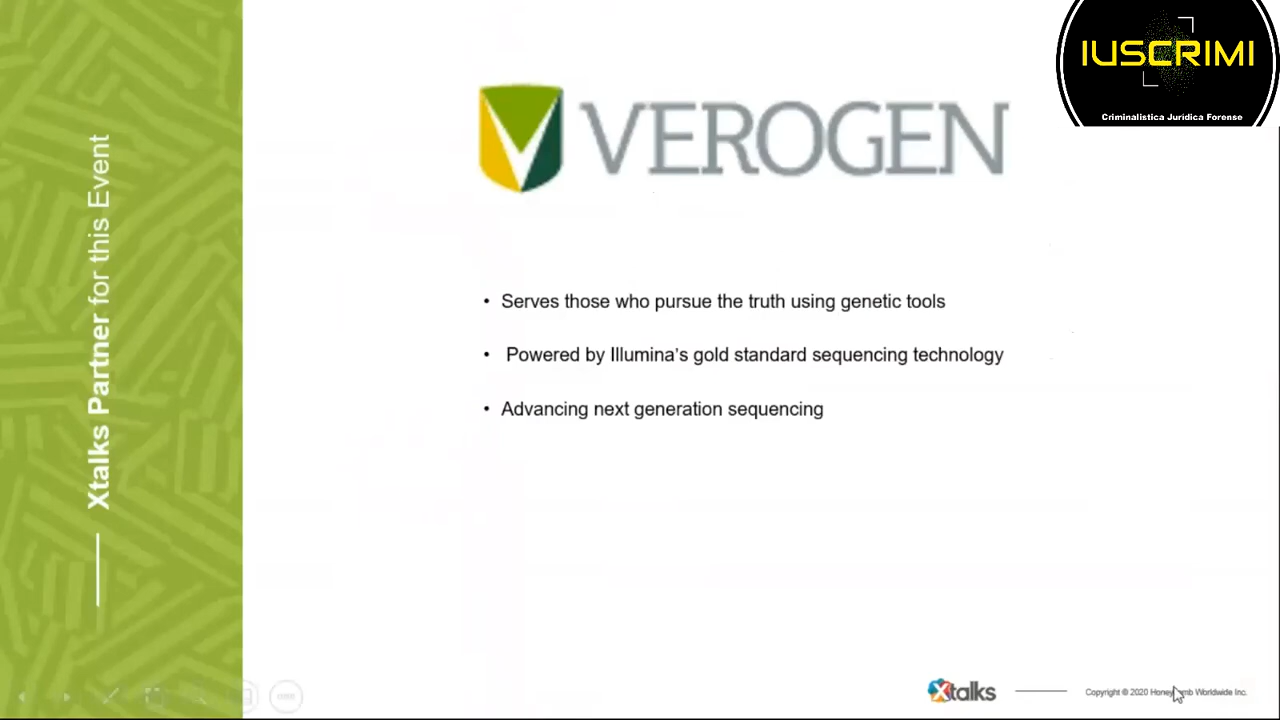 Xtalks Partner for this Event
VEROGEN
IUSCRIMI
Criminalistica Juridica Forense
• Serves those who pursue the truth using genetic tools
• Powered by Illumina's gold standard sequencing technology
• Advancing next generation sequencing
Xtalks
Copyright © 2020 Worldwide Inc.